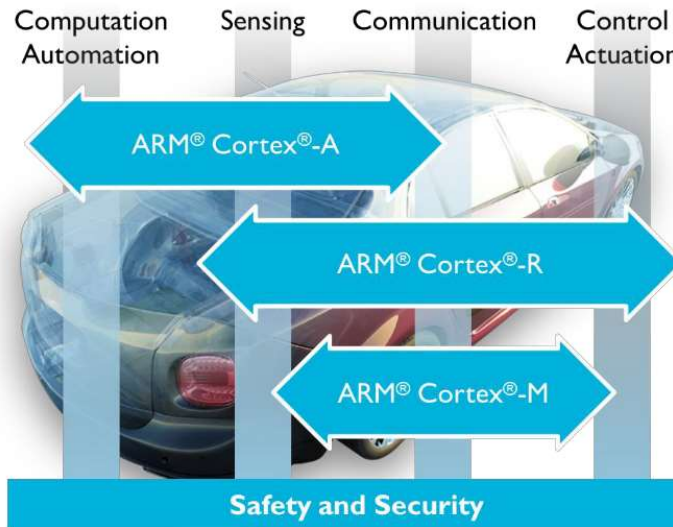 Computation
Automation
Sensing
Communication
Control
Actuation
ARM® Cortex®-A
ARM® Cortex®-R
ARM® Cortex®-M
Safety and Security